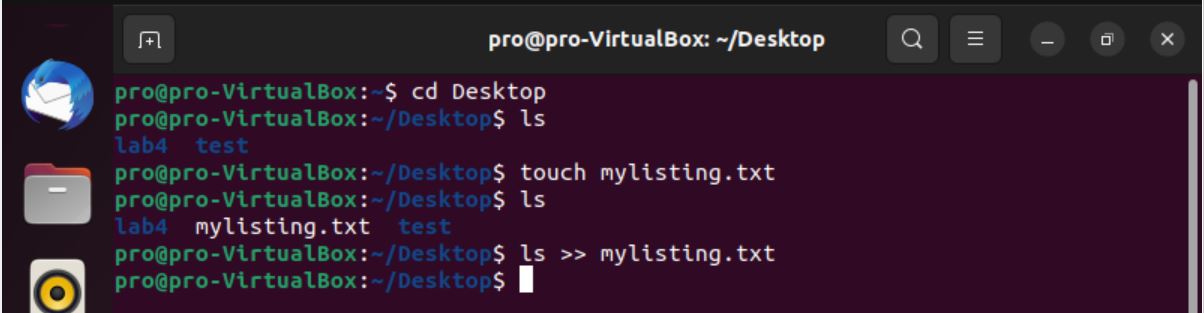 pro@pro-VirtualBox: ~/Desktop
pro@pro-VirtualBox:~$ cd Desktop
pro@pro-VirtualBox:~/Desktop$ ls
lab4  test
pro@pro-VirtualBox:~/Desktop$ touch mylisting.txt
pro@pro-VirtualBox:~/Desktop$ ls
lab4  mylisting.txt  test
pro@pro-VirtualBox:~/Desktop$ ls >> mylisting.txt
pro@pro-VirtualBox:~/Desktop$